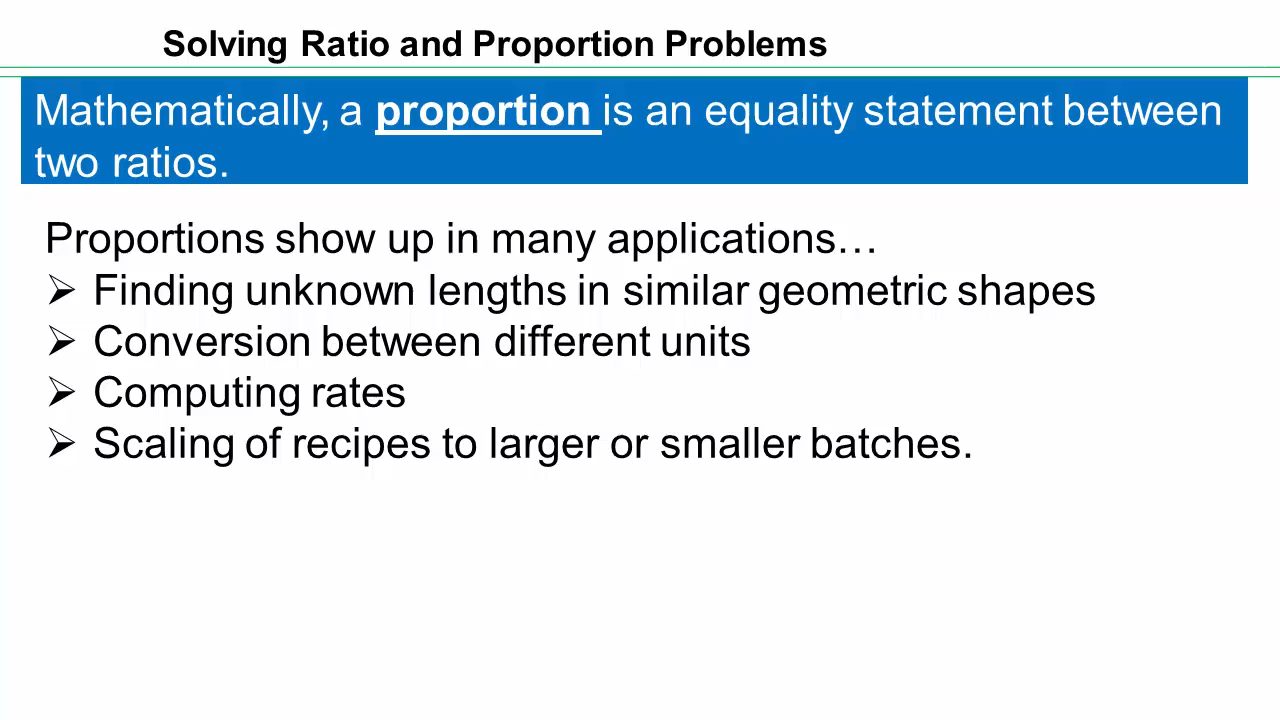 Solving Ratio and Proportion Problems
Mathematically, a proportion is an equality statement between
two ratios.
Proportions show up in many applications…
➢ Finding unknown lengths in similar geometric shapes
➢ Conversion between different units
➢ Computing rates
➢ Scaling of recipes to larger or smaller batches.